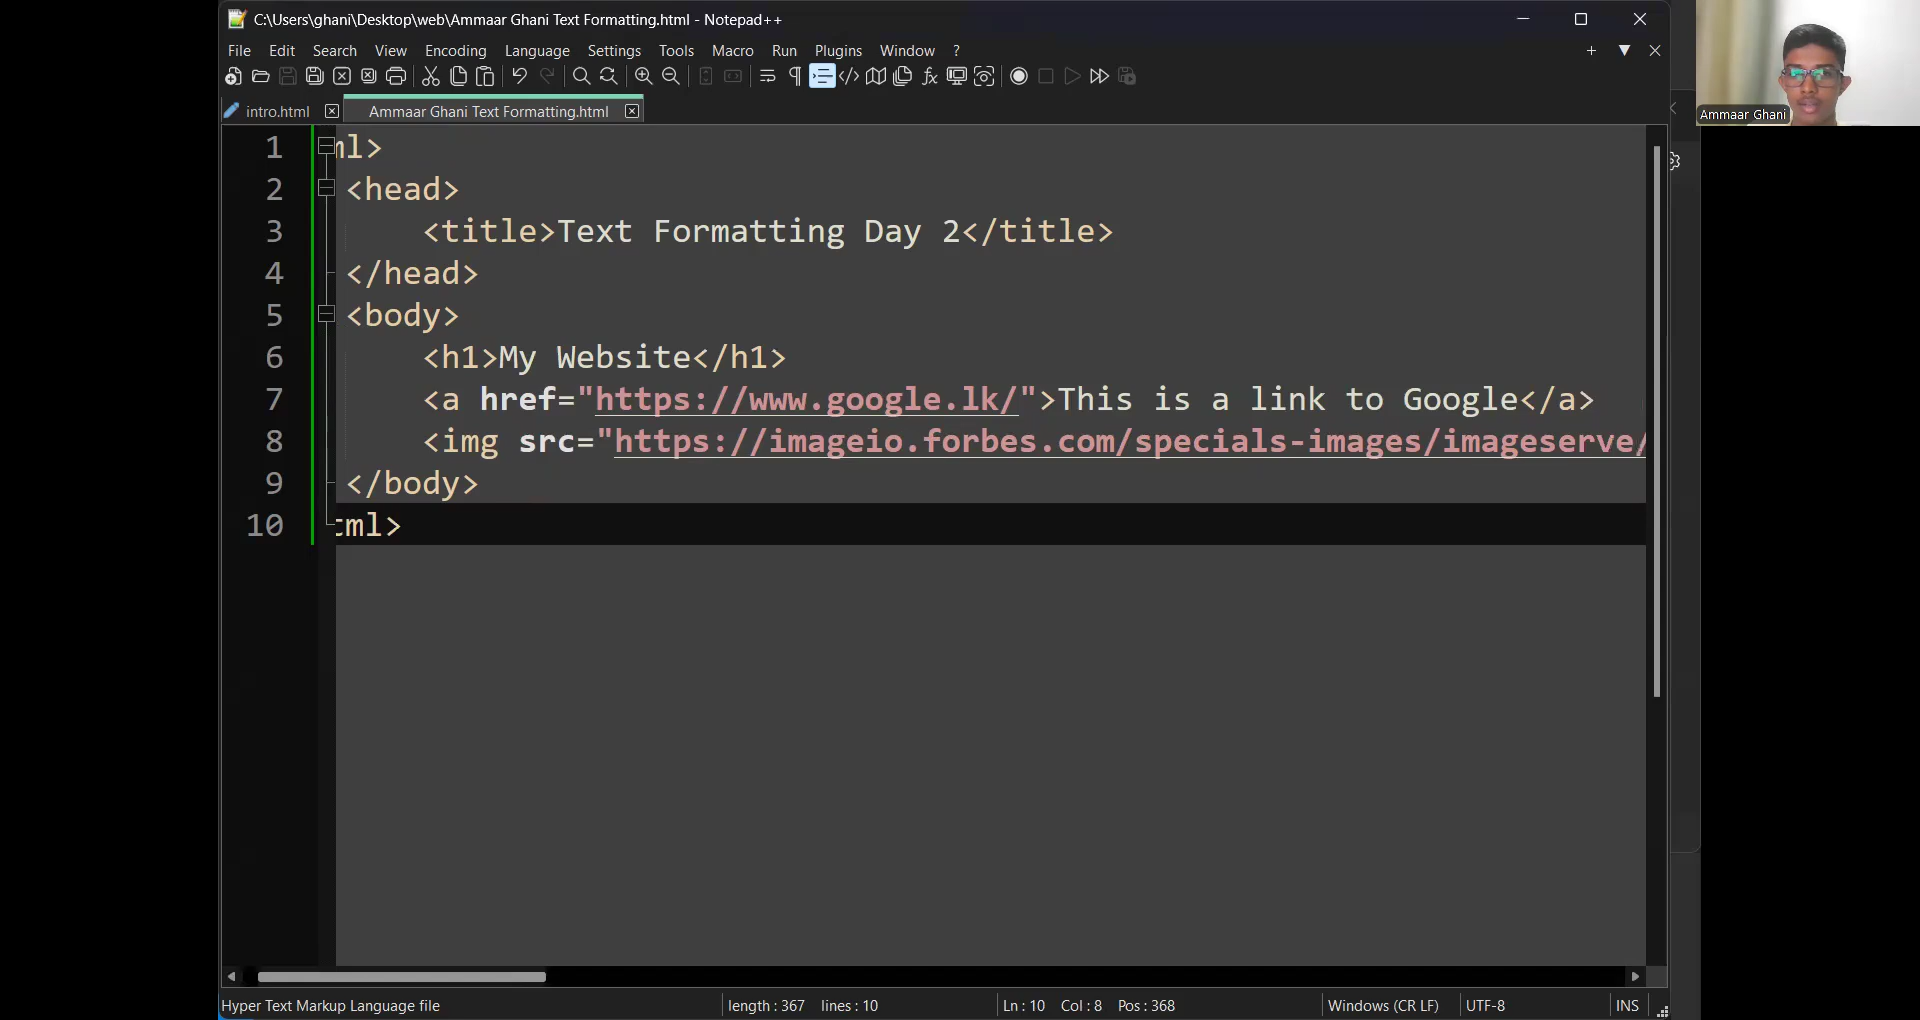 C:\Users\ghani\Desktop\web\Ammaar Ghani Text Formatting.html - Notepad++
File Edit Search View Encoding Language Settings Tools Macro Run Plugins Window ?
intro.html Ammaar Ghani Text Formatting.html
Ammaar Ghani
1 ml>
2 <head>
3 <title>Text Formatting Day 2</title>
4 </head>
5 <body>
6 <h1>My Website</h1>
7 <a href="https://www.google.lk/">This is a link to Google</a>
8 <img src="https://imageio.forbes.com/specials-images/imageserve/
9 </body>
10 tml>
Hyper Text Markup Language file length : 367 lines : 10 Ln : 10 Col : 8 Pos : 368 Windows (CR LF) UTF-8 INS